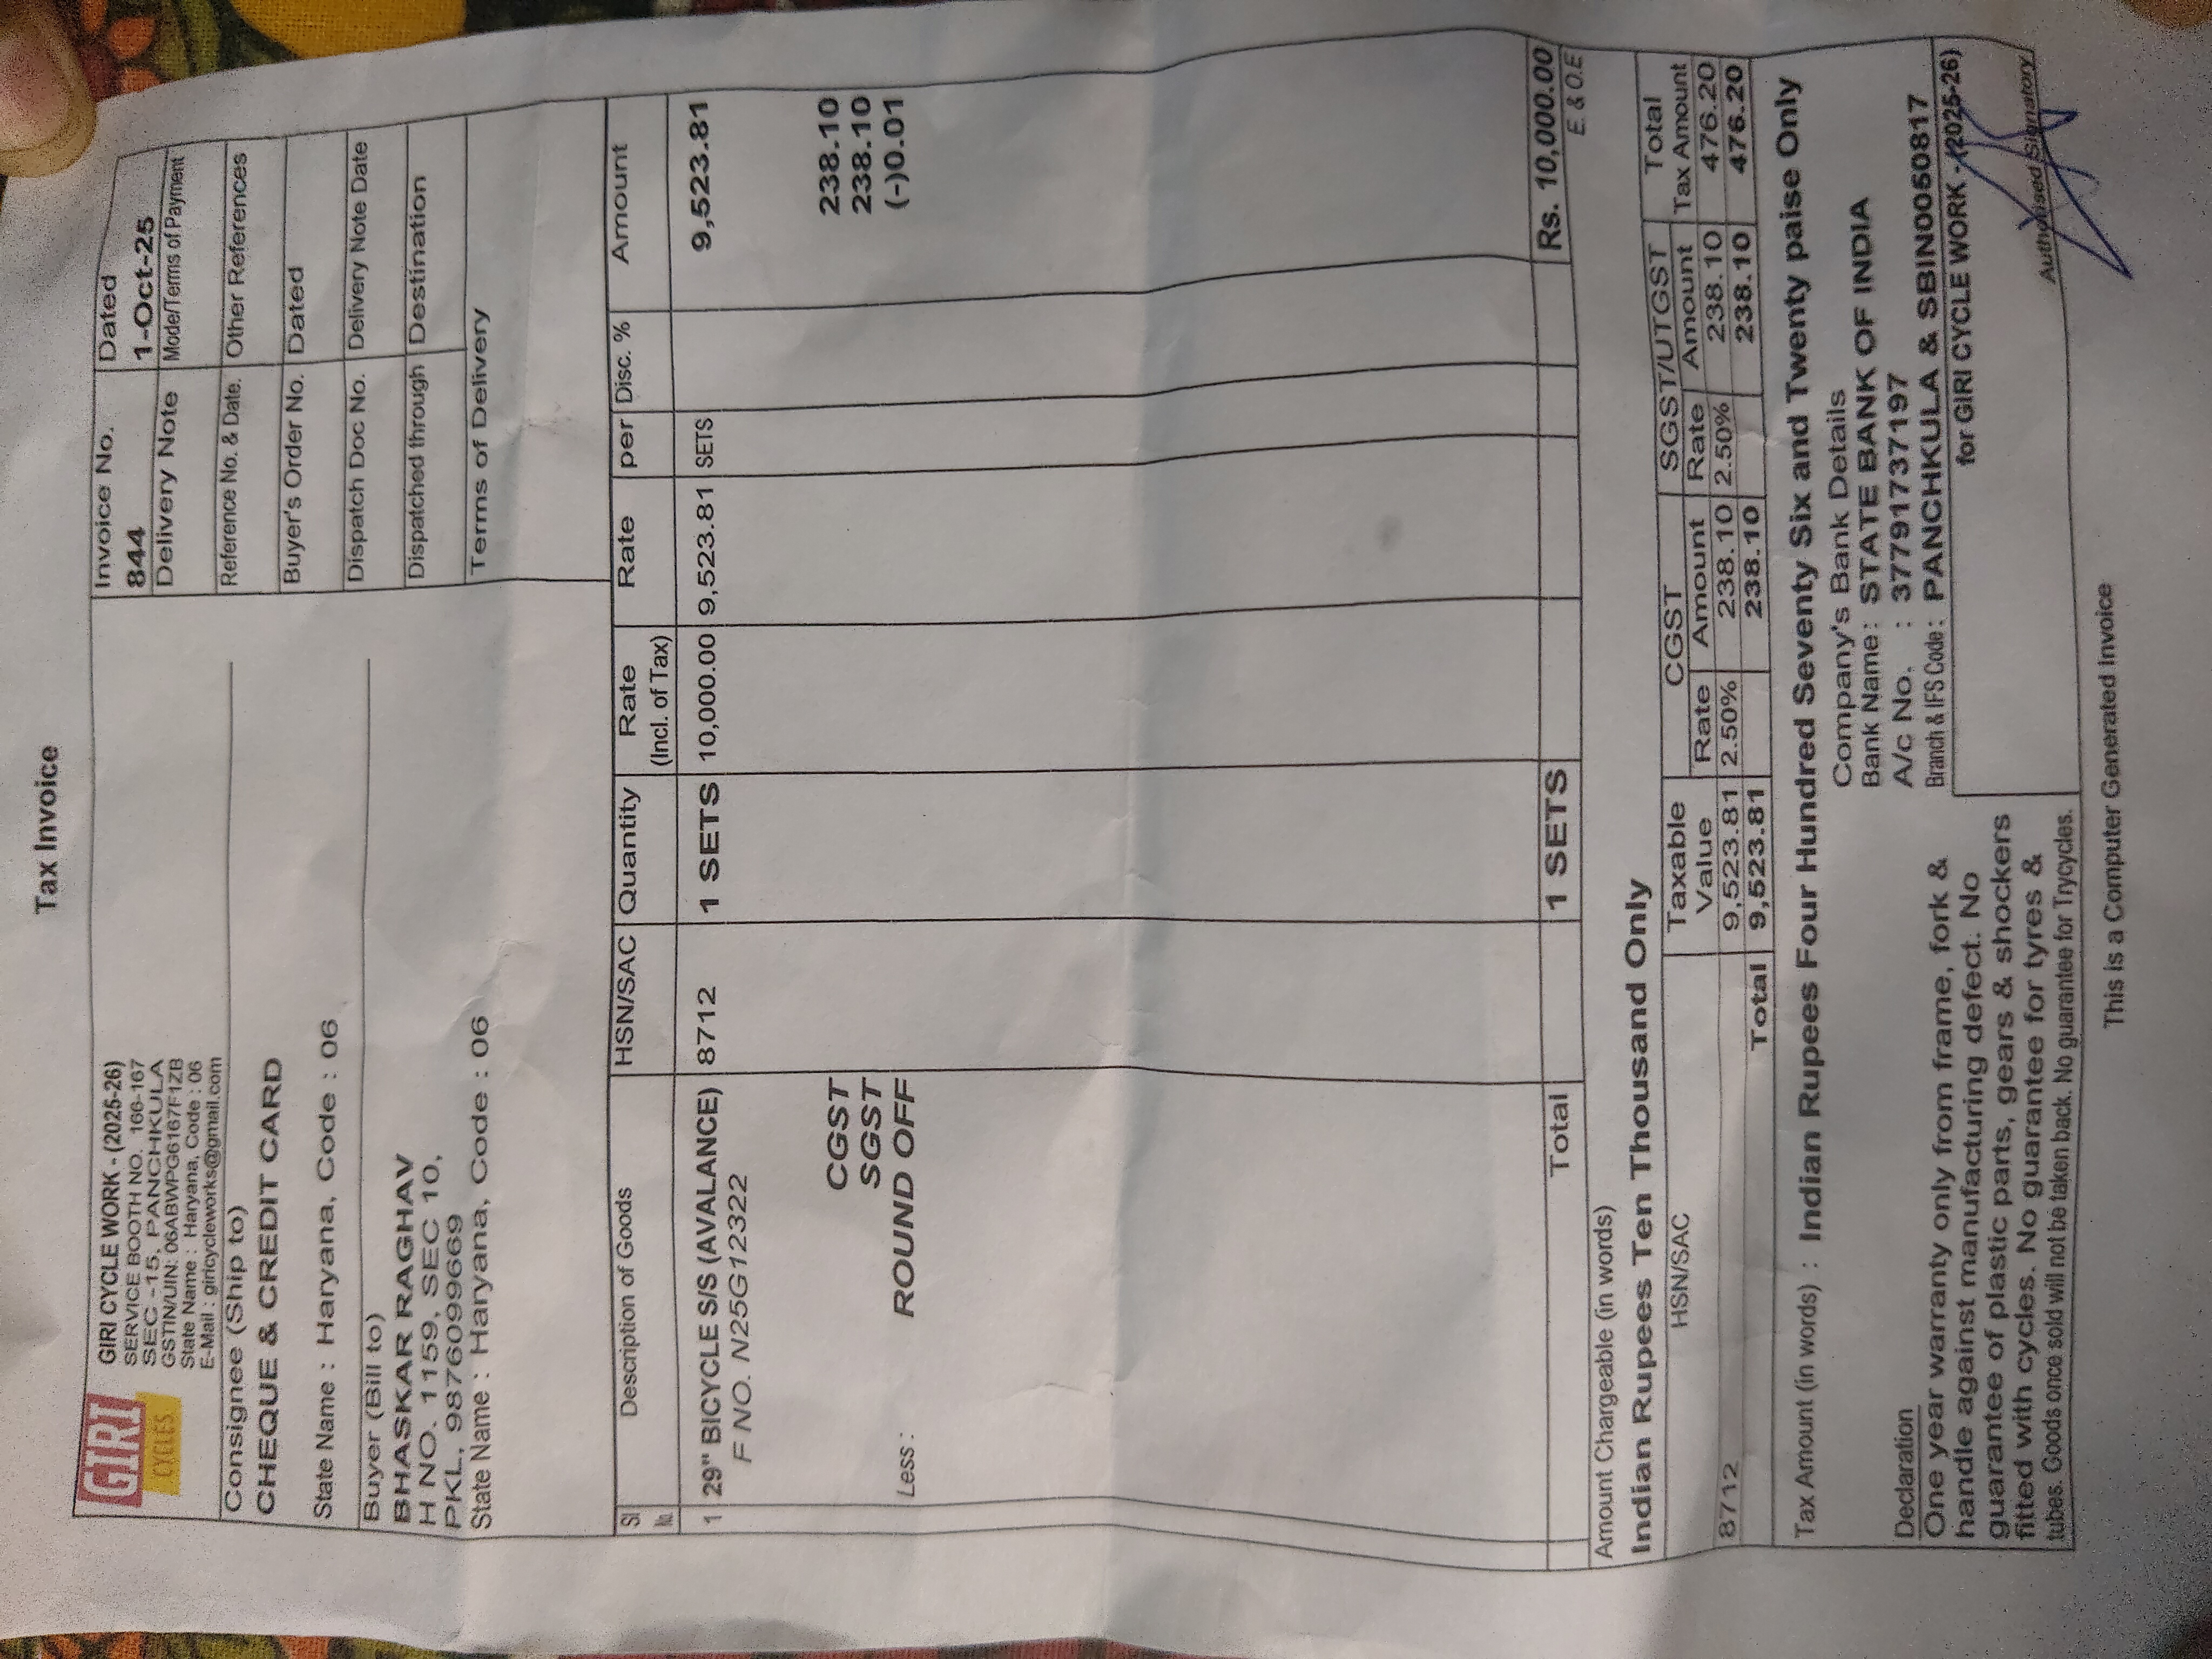 Tax Invoice
GIRI
CYCLES
GIRI CYCLE WORK - (2025-26)
SERVICE BOOTH NO. 166-167
SEC -15, PANCHKULA
GSTIN/UIN: 06ABWPG6167F1ZB
State Name : Haryana, Code : 06
E-Mail : giricycleworks@gmail.com
Invoice No. Dated
844 1-Oct-25
Delivery Note Mode/Terms of Payment
Reference No. & Date. Other References
Buyer's Order No. Dated
Dispatch Doc No. Delivery Note Date
Dispatched through Destination
Terms of Delivery
Consignee (Ship to)
CHEQUE & CREDIT CARD
State Name : Haryana, Code : 06
Buyer (Bill to)
BHASKAR RAGHAV
H NO. 1159, SEC 10,
PKL, 9876099669
State Name : Haryana, Code : 06
Sl No. Description of Goods HSN/SAC Quantity Rate (Incl. of Tax) Rate per Disc. % Amount
1 29" BICYCLE S/S (AVALANCE) 8712 1 SETS 10,000.00 9,523.81 SETS 9,523.81
F NO. N25G12322
CGST 238.10
SGST 238.10
Less : ROUND OFF (-)0.01
Total 1 SETS Rs. 10,000.00
Amount Chargeable (in words) E. & O.E
Indian Rupees Ten Thousand Only
HSN/SAC Taxable Value CGST SGST/UTGST Total Tax Amount
Rate Amount Rate Amount
8712 9,523.81 2.50% 238.10 2.50% 238.10 476.20
Total 9,523.81 238.10 238.10 476.20
Tax Amount (in words) : Indian Rupees Four Hundred Seventy Six and Twenty paise Only
Company's Bank Details
Bank Name : STATE BANK OF INDIA
A/c No. : 37791737197
Branch & IFS Code : PANCHKULA & SBIN0050817
Declaration
One year warranty only from frame, fork &
handle against manufacturing defect. No
guarantee of plastic parts, gears & shockers
fitted with cycles. No guarantee for tyres &
tubes. Goods once sold will not be taken back. No guarantee for Trycycles.
for GIRI CYCLE WORK - (2025-26)
Authorised Signatory
This is a Computer Generated Invoice